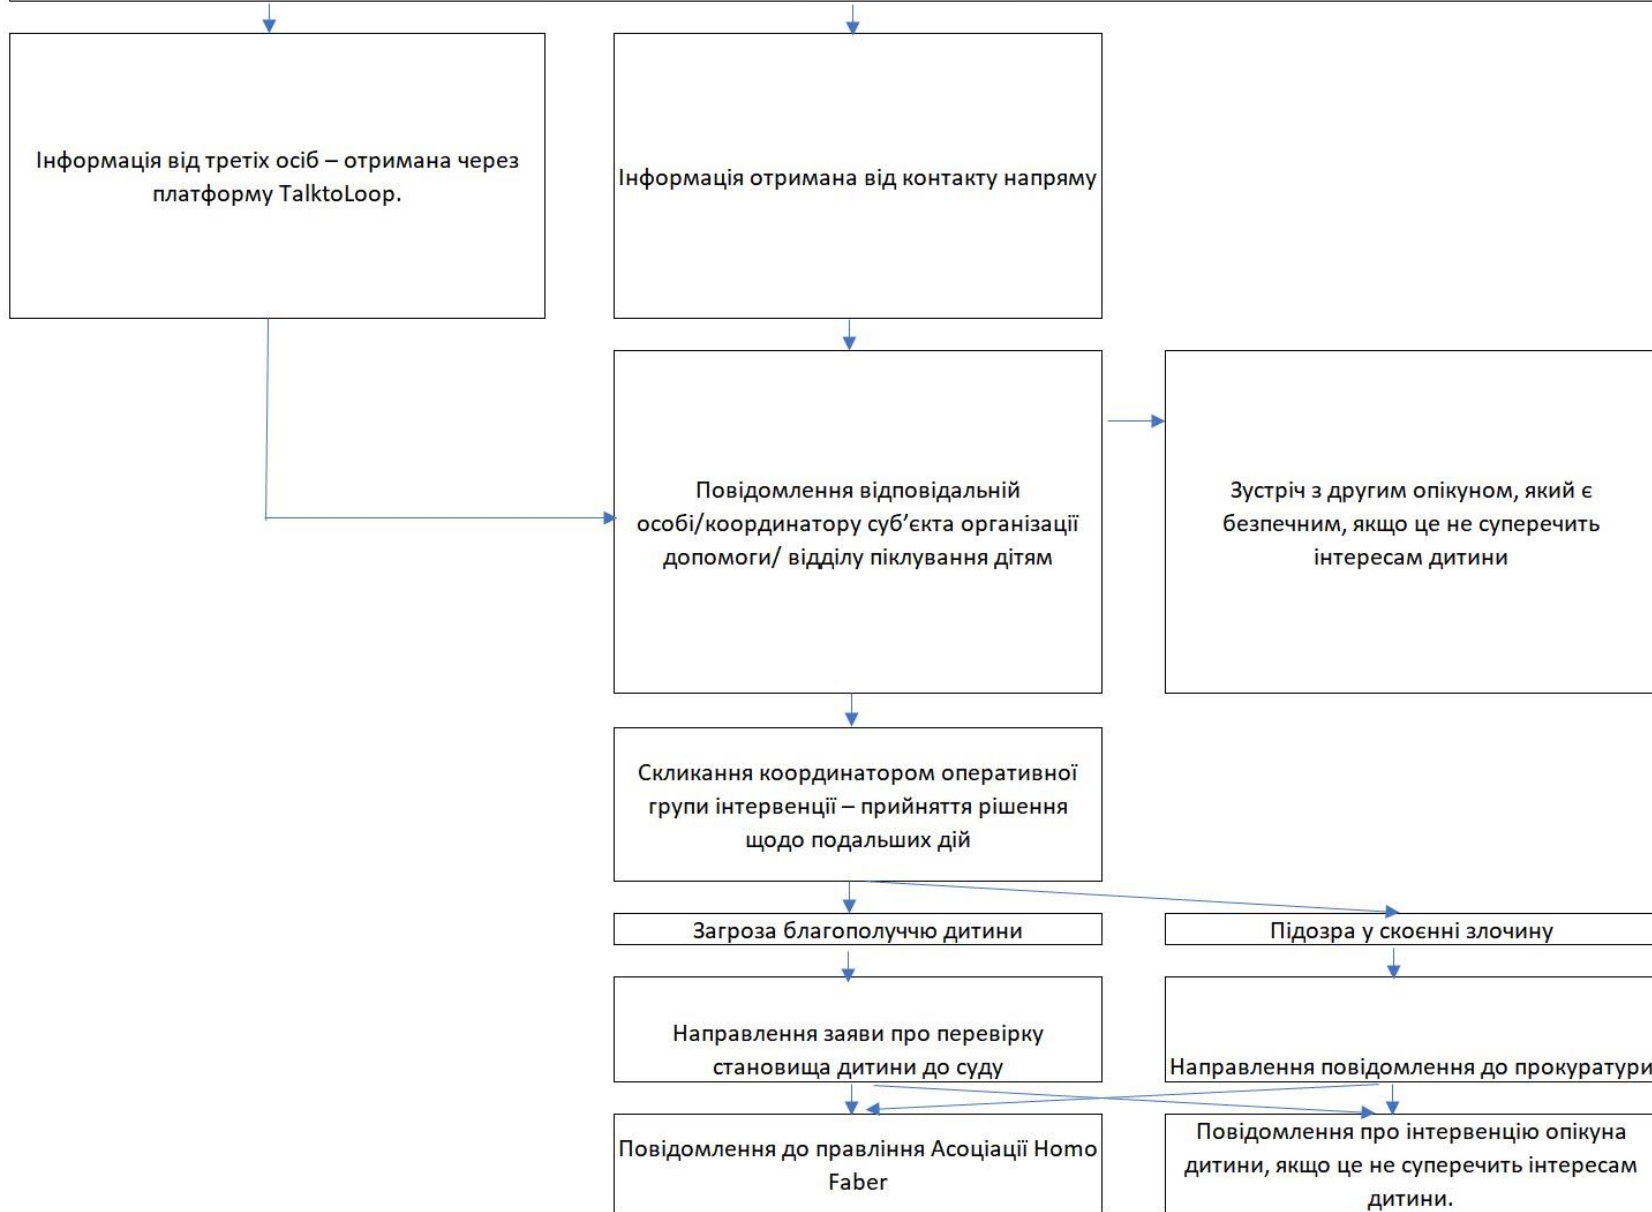 Інформація від третіх осіб – отримана через
платформу TalktoLoop.
Інформація отримана від контакту напряму
Повідомлення відповідальній
особі/координатору суб’єкта організації
допомоги/ відділу піклування дітям
Зустріч з другим опікуном, який є
безпечним, якщо це не суперечить
інтересам дитини
Скликання координатором оперативної
групи інтервенції – прийняття рішення
щодо подальших дій
Загроза благополуччю дитини
Підозра у скоєнні злочину
Направлення заяви про перевірку
становища дитини до суду
Направлення повідомлення до прокуратури
Повідомлення до правління Асоціації Homo
Faber
Повідомлення про інтервенцію опікуна
дитини, якщо це не суперечить інтересам
дитини.